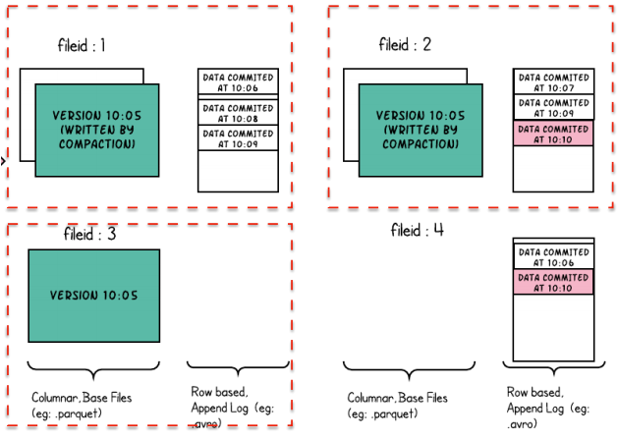 fileid : 1
VERSION 10:05
(WRITTEN BY
COMPACTION)
DATA COMMITED
AT 10:06
DATA COMMITED
AT 10:08
DATA COMMITED
AT 10:09
fileid : 2
VERSION 10:05
(WRITTEN BY
COMPACTION)
DATA COMMITED
AT 10:07
DATA COMMITED
AT 10:09
DATA COMMITED
AT 10:10
fileid : 3
VERSION 10:05
fileid : 4
DATA COMMITED
AT 10:06
DATA COMMITED
AT 10:10
Columnar,Base Files
(eg: .parquet)
Row based,
Append Log (eg:
.avro)
Columnar,Base Files
(eg: .parquet)
Row based,
Append Log (eg:
.avro)